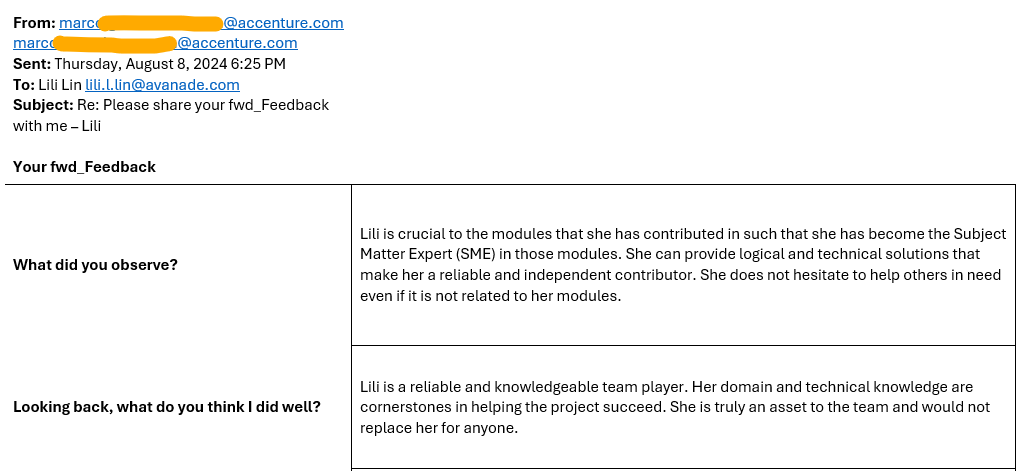 From: marc @accenture.com
marc @accenture.com
Sent: Thursday, August 8, 2024 6:25 PM
To: Lili Lin lili.l.lin@avanade.com
Subject: Re: Please share your fwd_Feedback
with me – Lili
Your fwd_Feedback
What did you observe?
Lili is crucial to the modules that she has contributed in such that she has become the Subject
Matter Expert (SME) in those modules. She can provide logical and technical solutions that
make her a reliable and independent contributor. She does not hesitate to help others in need
even if it is not related to her modules.
Looking back, what do you think I did well?
Lili is a reliable and knowledgeable team player. Her domain and technical knowledge are
cornerstones in helping the project succeed. She is truly an asset to the team and would not
replace her for anyone.